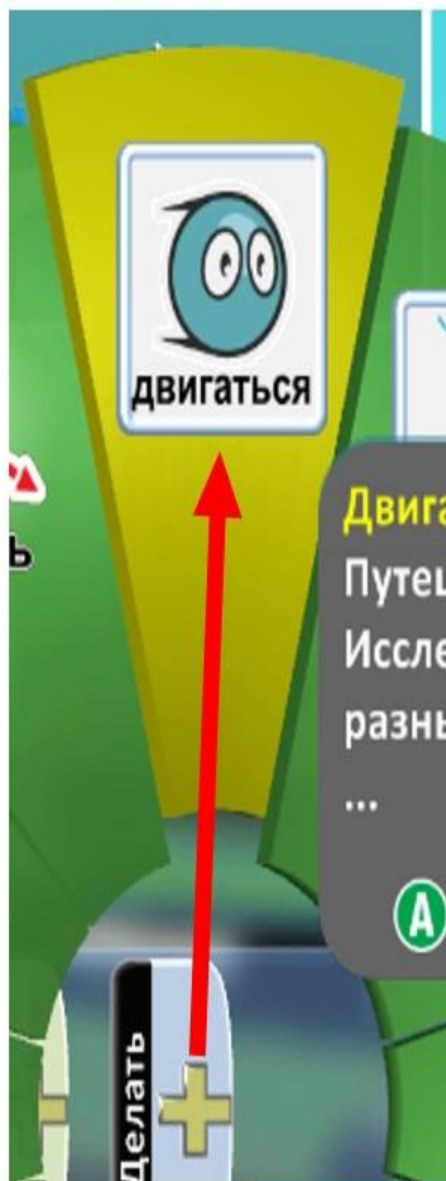 двигаться
ь
Двига
Путеш
Иссле
разны
...
A
Делать